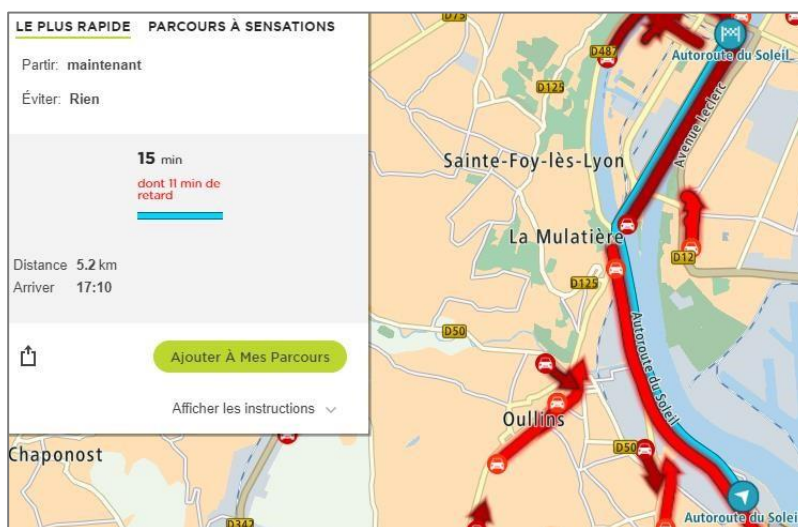 LE PLUS RAPIDE PARCOURS À SENSATIONS
Partir: maintenant
Éviter: Rien
15 min
dont 11 min de
retard
Distance 5.2 km
Arriver 17:10
Ajouter À Mes Parcours
Afficher les instructions
Chaponost
D342
D75
D487
D125
Autoroute du Soleil
Avenue Leclerc
Sainte-Foy-lès-Lyon
La Mulatière
D12
D125
D50
Autoroute du Soleil
Oullins
D50
Autoroute du Solei